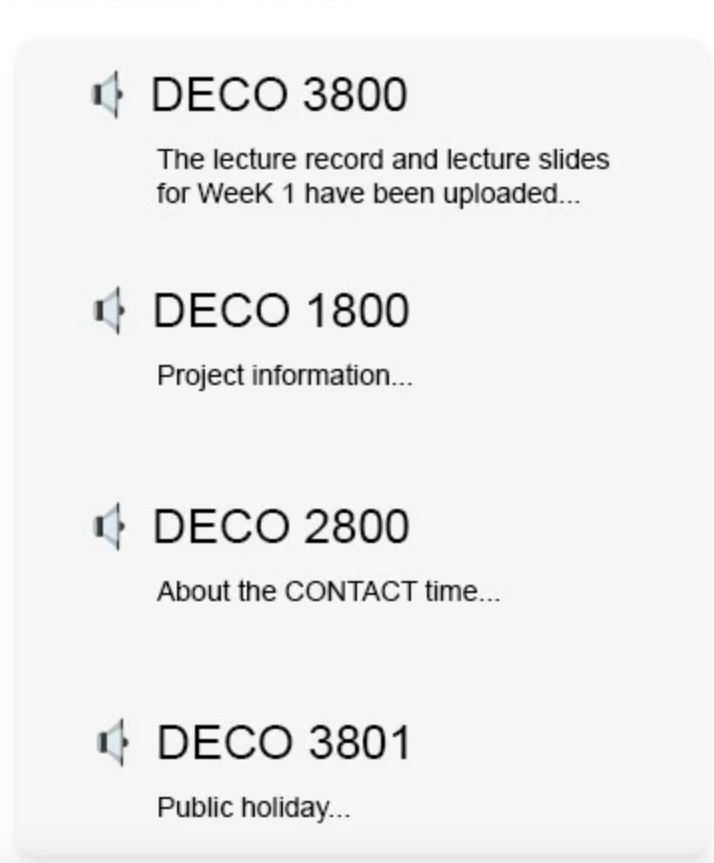 DECO 3800
The lecture record and lecture slides
for WeeK 1 have been uploaded...
DECO 1800
Project information...
DECO 2800
About the CONTACT time...
DECO 3801
Public holiday...